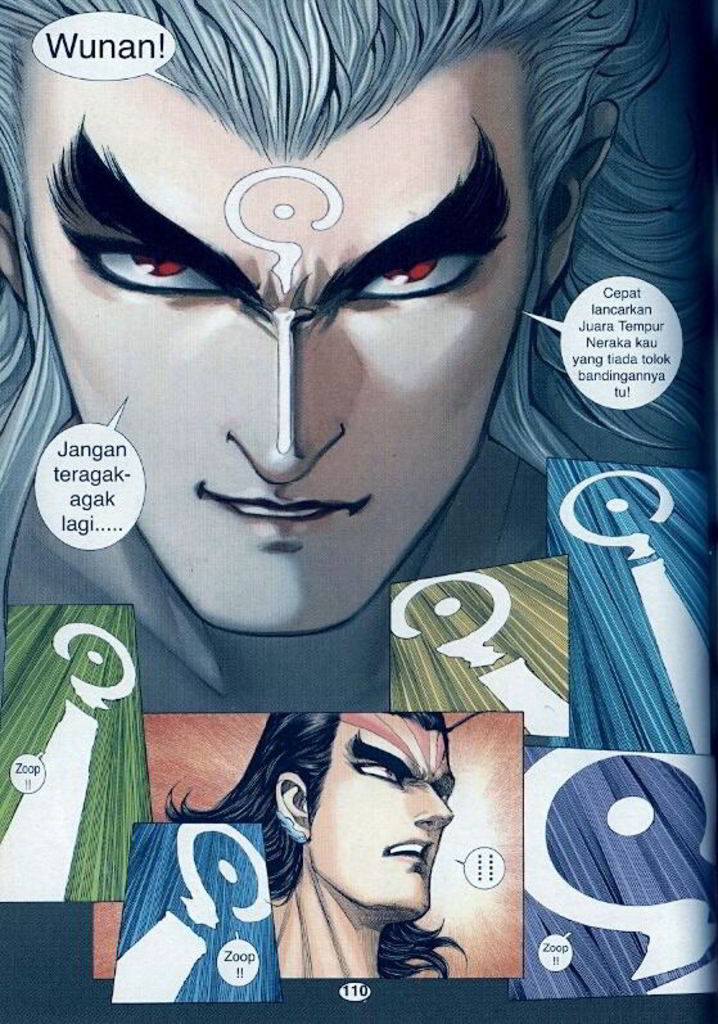 Wunan!
Cepat
lancarkan
Juara Tempur
Neraka kau
yang tiada tolok
bandingannya
tu!
Jangan
teragak-
agak
lagi.....
Zoop
!!
Zoop
!!
Zoop
!!
110